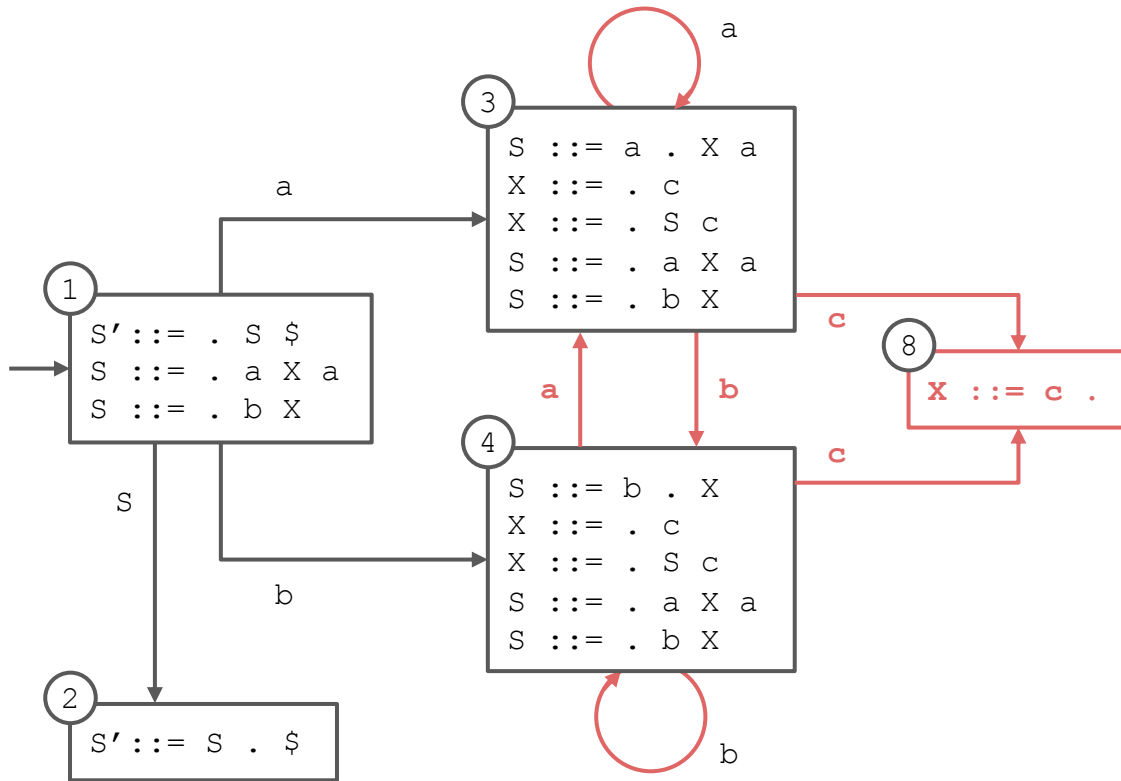 a
3
S ::= a . X a
X ::= . c
X ::= . S c
S ::= . a X a
S ::= . b X
a
1
S'::= . S $
S ::= . a X a
S ::= . b X
c
8
X ::= c .
a
b
4
S ::= b . X
X ::= . c
X ::= . S c
S ::= . a X a
S ::= . b X
c
S
b
2
S'::= S . $
b